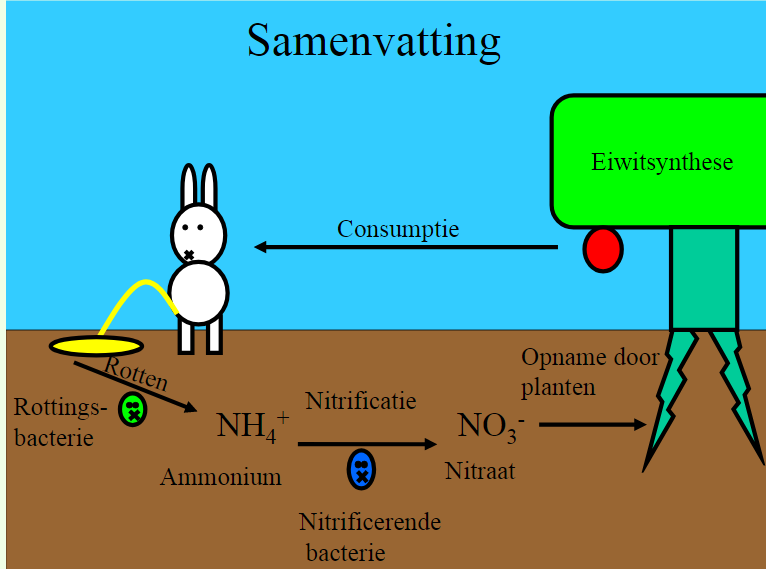 Samenvatting
Eiwitsynthese
Consumptie
Rotten
Rottings-
bacterie
NH₄⁺
Ammonium
Nitrificatie
Nitrificerende
bacterie
NO₃⁻
Nitraat
Opname door
planten